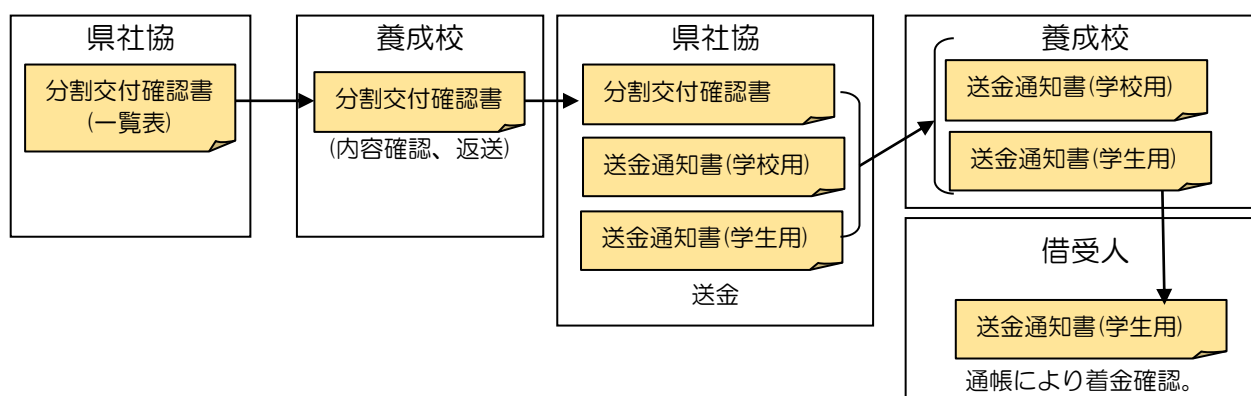 県社協
分割交付確認書
(一覧表)
養成校
分割交付確認書
(内容確認、返送)
県社協
分割交付確認書
送金通知書(学校用)
送金通知書(学生用)
送金
養成校
送金通知書(学校用)
送金通知書(学生用)
借受人
送金通知書(学生用)
通帳により着金確認。